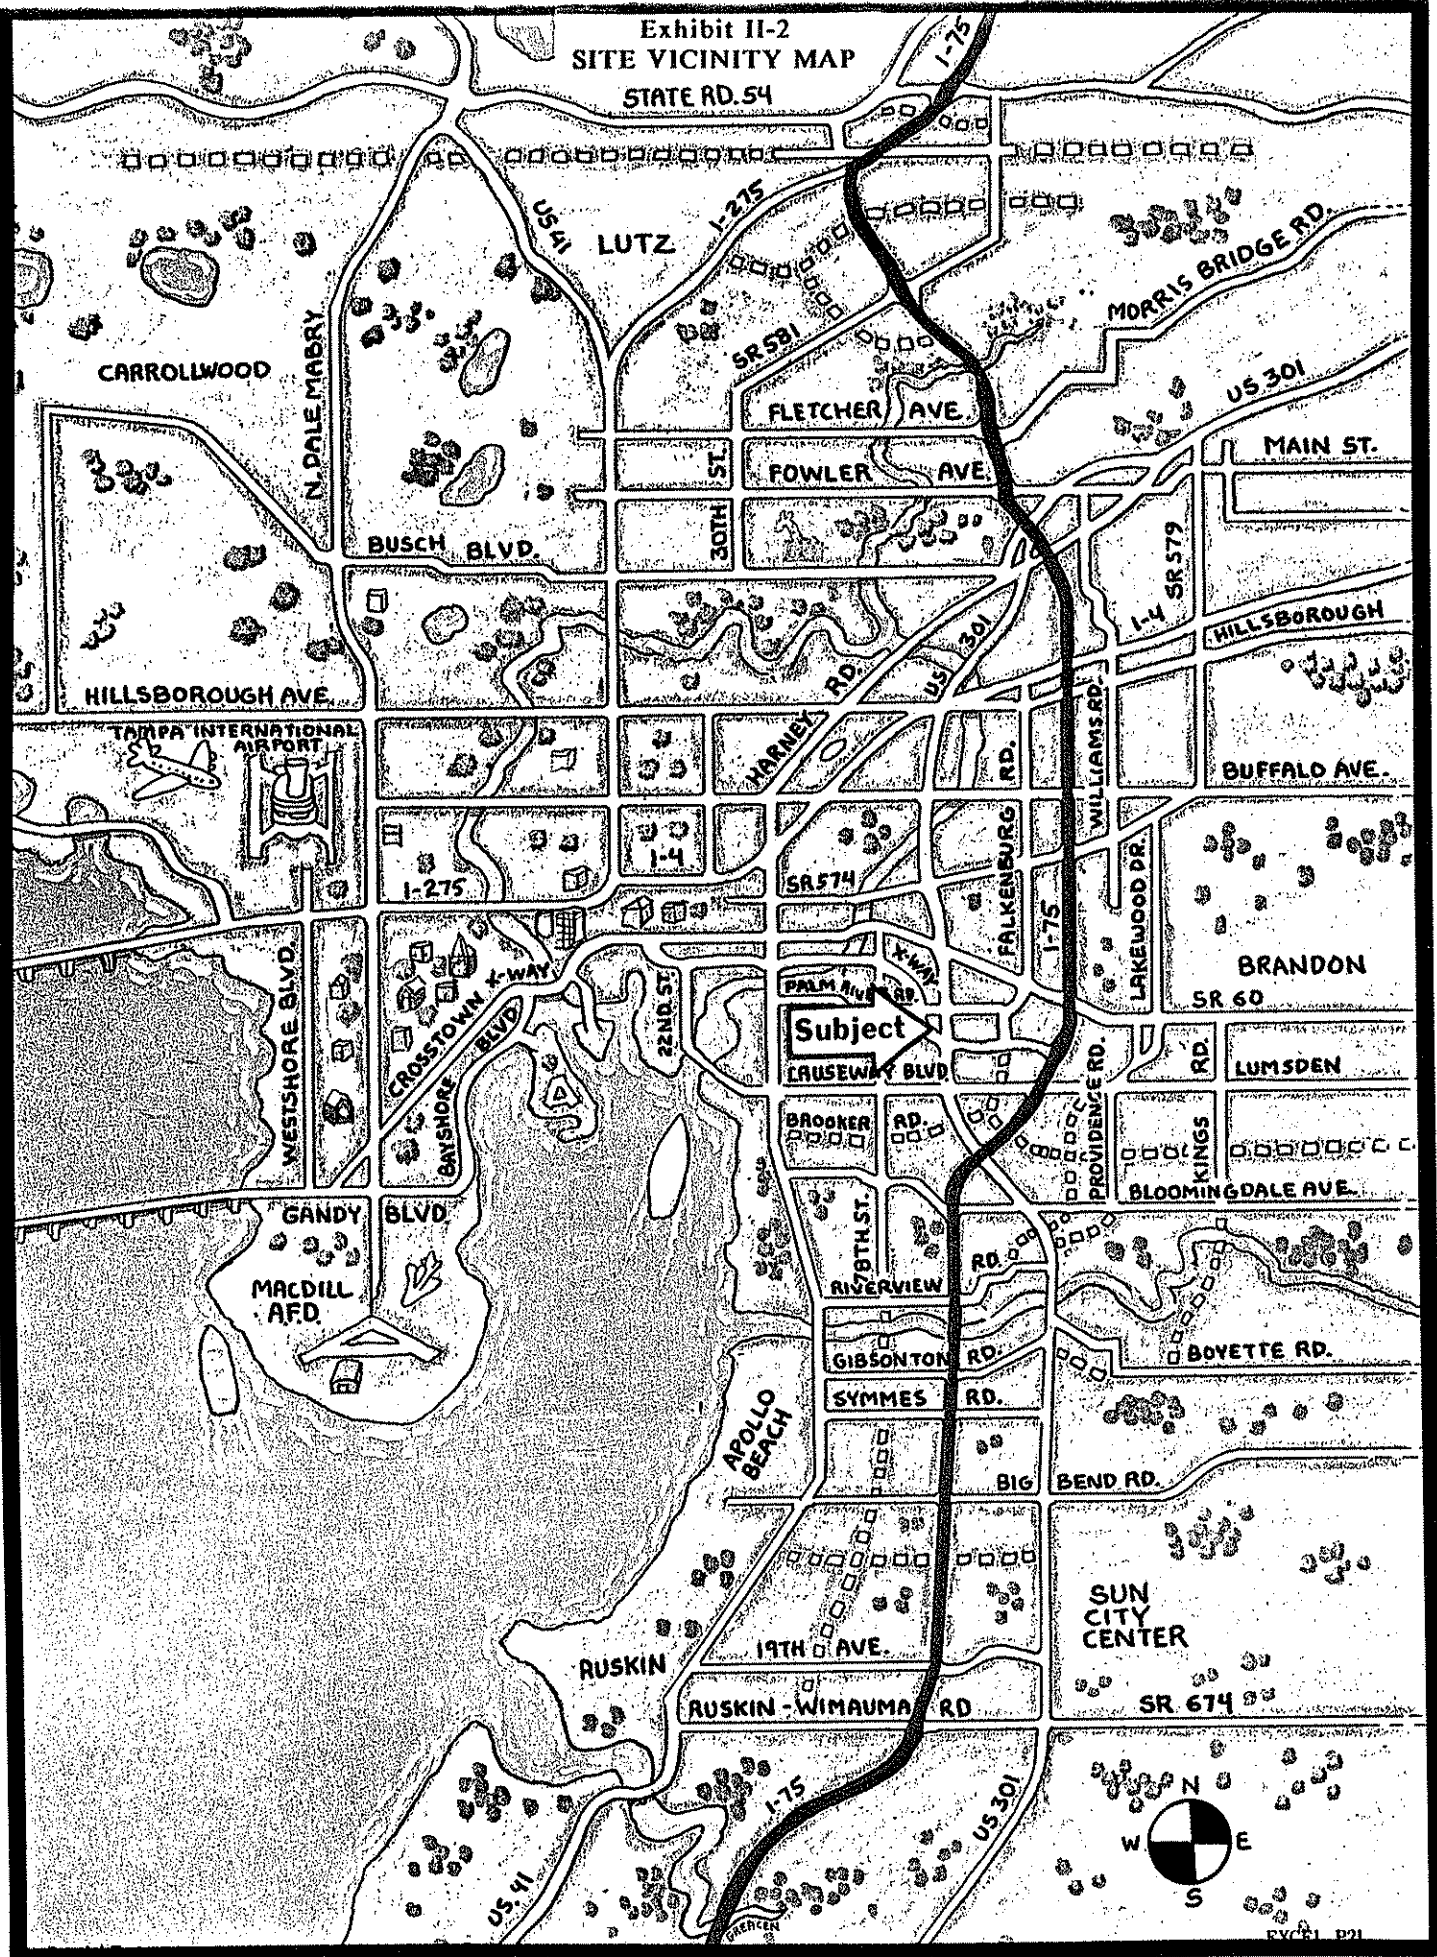 Exhibit II-2
SITE VICINITY MAP
I-75
STATE RD. 54
US 41
LUTZ
I-275
MORRIS BRIDGE RD.
CARROLLWOOD
N. DALE MABRY
SR 581
US 301
FLETCHER AVE.
MAIN ST.
FOWLER AVE
30TH ST.
BUSCH BLVD.
SR 579
I-4
HILLSBOROUGH
US 301
HILLSBOROUGH AVE.
HARNEY RD.
WILLIAMS RD.
TAMPA INTERNATIONAL
AIRPORT
BUFFALO AVE.
FALKENBURG RD.
I-4
I-275
SR 574
LAKEWOOD DR.
I-75
WESTSHORE BLVD.
X-WAY
BRANDON
CROSSTOWN X-WAY
22ND ST.
PALM RIVER RD.
SR 60
Subject
BAYSHORE BLVD.
CAUSEWAY BLVD.
PROVIDENCE RD.
KINGS RD.
LUMSDEN
BROOKER RD.
BLOOMINGDALE AVE.
GANDY BLVD.
78TH ST.
MACDILL
A.F.D.
RIVERVIEW RD.
GIBSONTON RD.
BOYETTE RD.
SYMMES RD.
APOLLO
BEACH
BIG BEND RD.
SUN
CITY
CENTER
19TH AVE.
RUSKIN
RUSKIN-WIMAUMA RD
SR 674
I-75
US 301
US. 41
N
W E
S
GREACEN
EXCEL P21